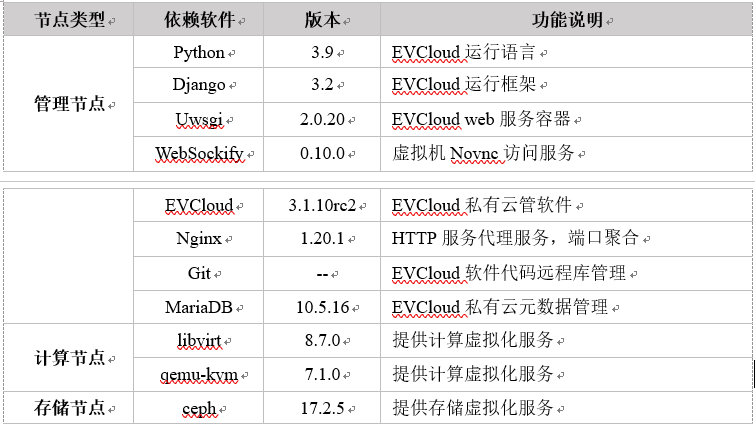 节点类型 依赖软件 版本 功能说明
管理节点 Python 3.9 EVCloud 运行语言
Django 3.2 EVCloud 运行框架
Uwsgi 2.0.20 EVCloud web 服务容器
WebSockify 0.10.0 虚拟机 Novnc 访问服务
EVCloud 3.1.10rc2 EVCloud 私有云管软件
Nginx 1.20.1 HTTP 服务代理服务，端口聚合
Git -- EVCloud 软件代码远程库管理
MariaDB 10.5.16 EVCloud 私有云元数据管理
计算节点 libvirt 8.7.0 提供计算虚拟化服务
qemu-kvm 7.1.0 提供计算虚拟化服务
存储节点 ceph 17.2.5 提供存储虚拟化服务